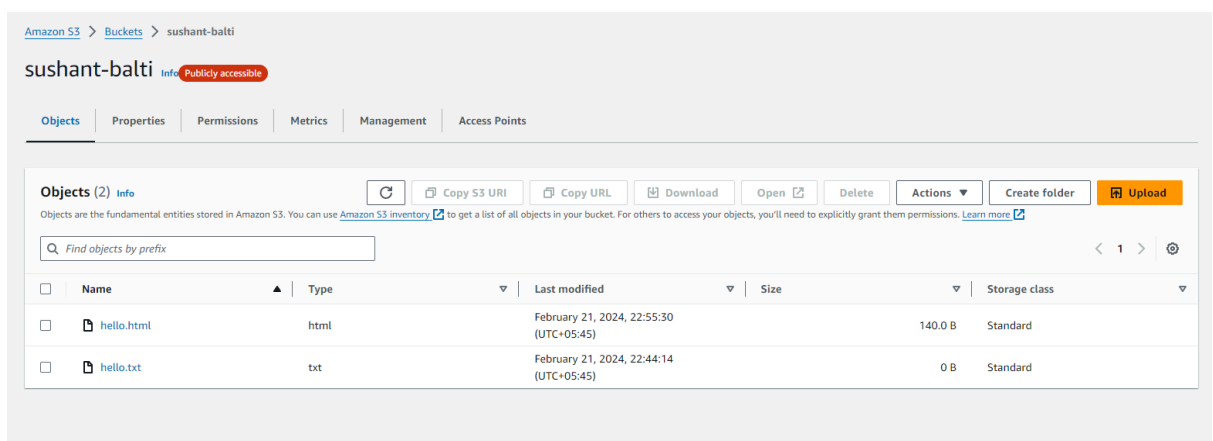 Amazon S3 > Buckets > sushant-balti
sushant-balti Info Publicly accessible
Objects Properties Permissions Metrics Management Access Points
Objects (2) Info Copy S3 URI Copy URL Download Open Delete Actions Create folder Upload
Objects are the fundamental entities stored in Amazon S3. You can use Amazon S3 inventory to get a list of all objects in your bucket. For others to access your objects, you'll need to explicitly grant them permissions. Learn more
Find objects by prefix
< 1 >
Name Type Last modified Size Storage class
hello.html html February 21, 2024, 22:55:30 140.0 B Standard
(UTC+05:45)
hello.txt txt February 21, 2024, 22:44:14 0 B Standard
(UTC+05:45)